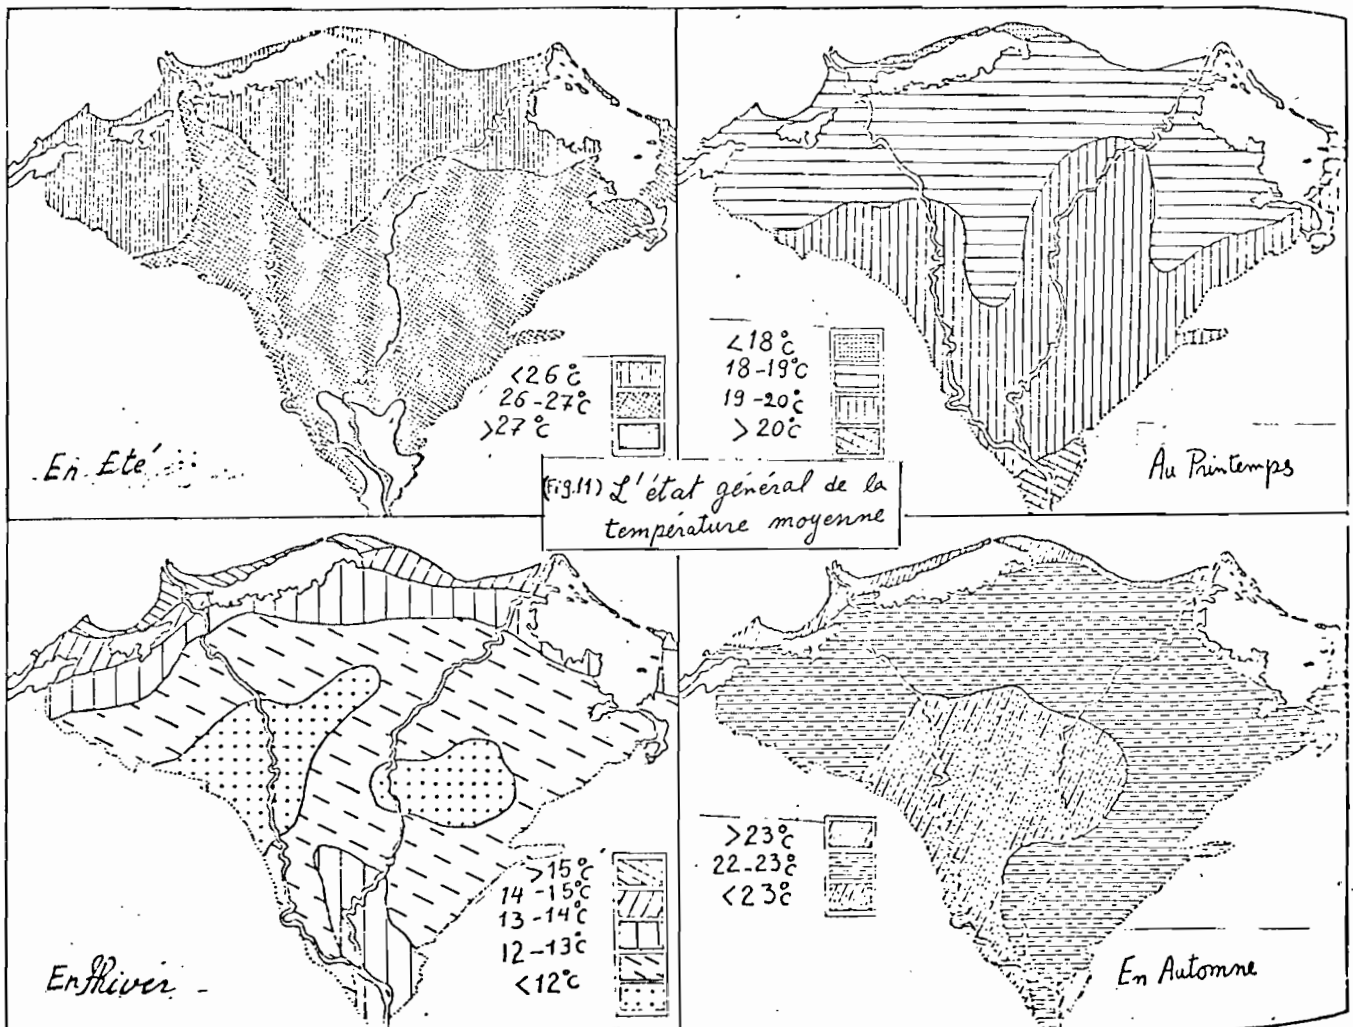 <26°C
26-27°C
>27°C
En Eté
<18°C
18-19°C
19-20°C
>20°C
Au Printemps
(Fig.11) L'état général de la
température moyenne
>15°C
14-15°C
13-14°C
12-13°C
<12°C
En Hiver
>23°C
22-23°C
<23°C
En Automne